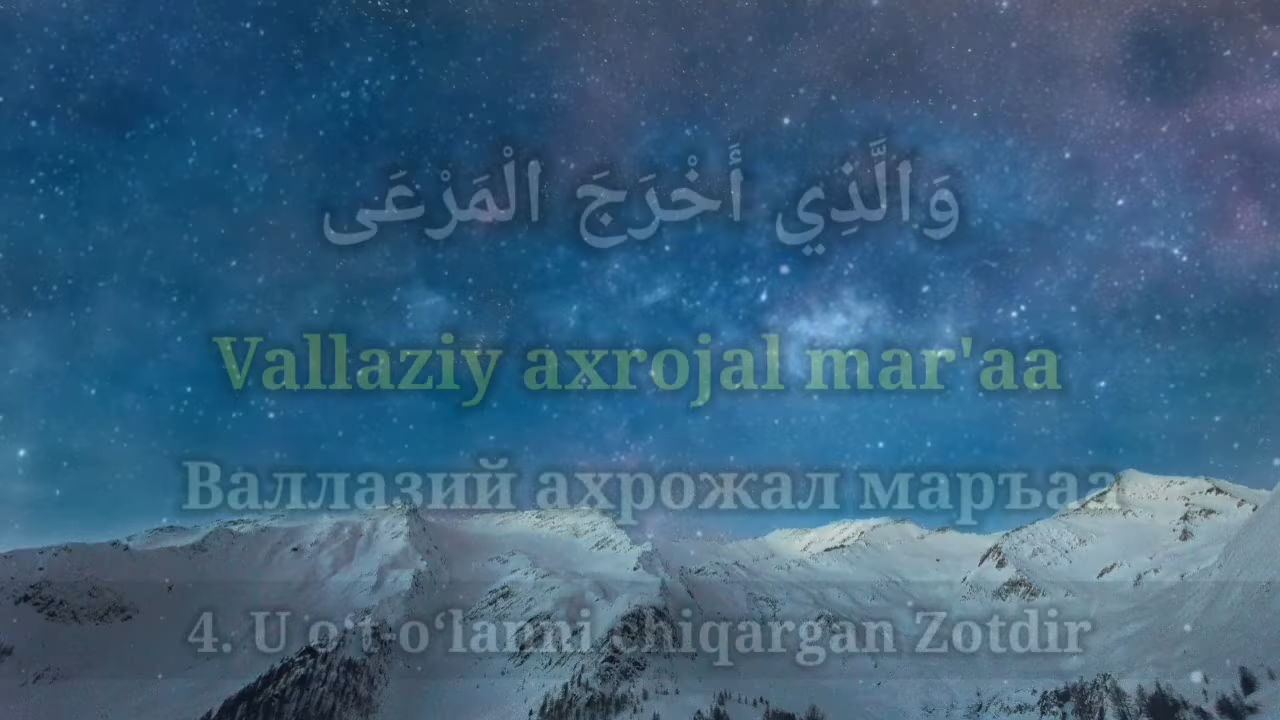 وَالَّذِي أَخْرَجَ الْمَرْعَى
Vallaziy axrojal mar'aa
Валлазий ахрожал маръаа
4. U o‘t-o‘lanni chiqargan Zotdir